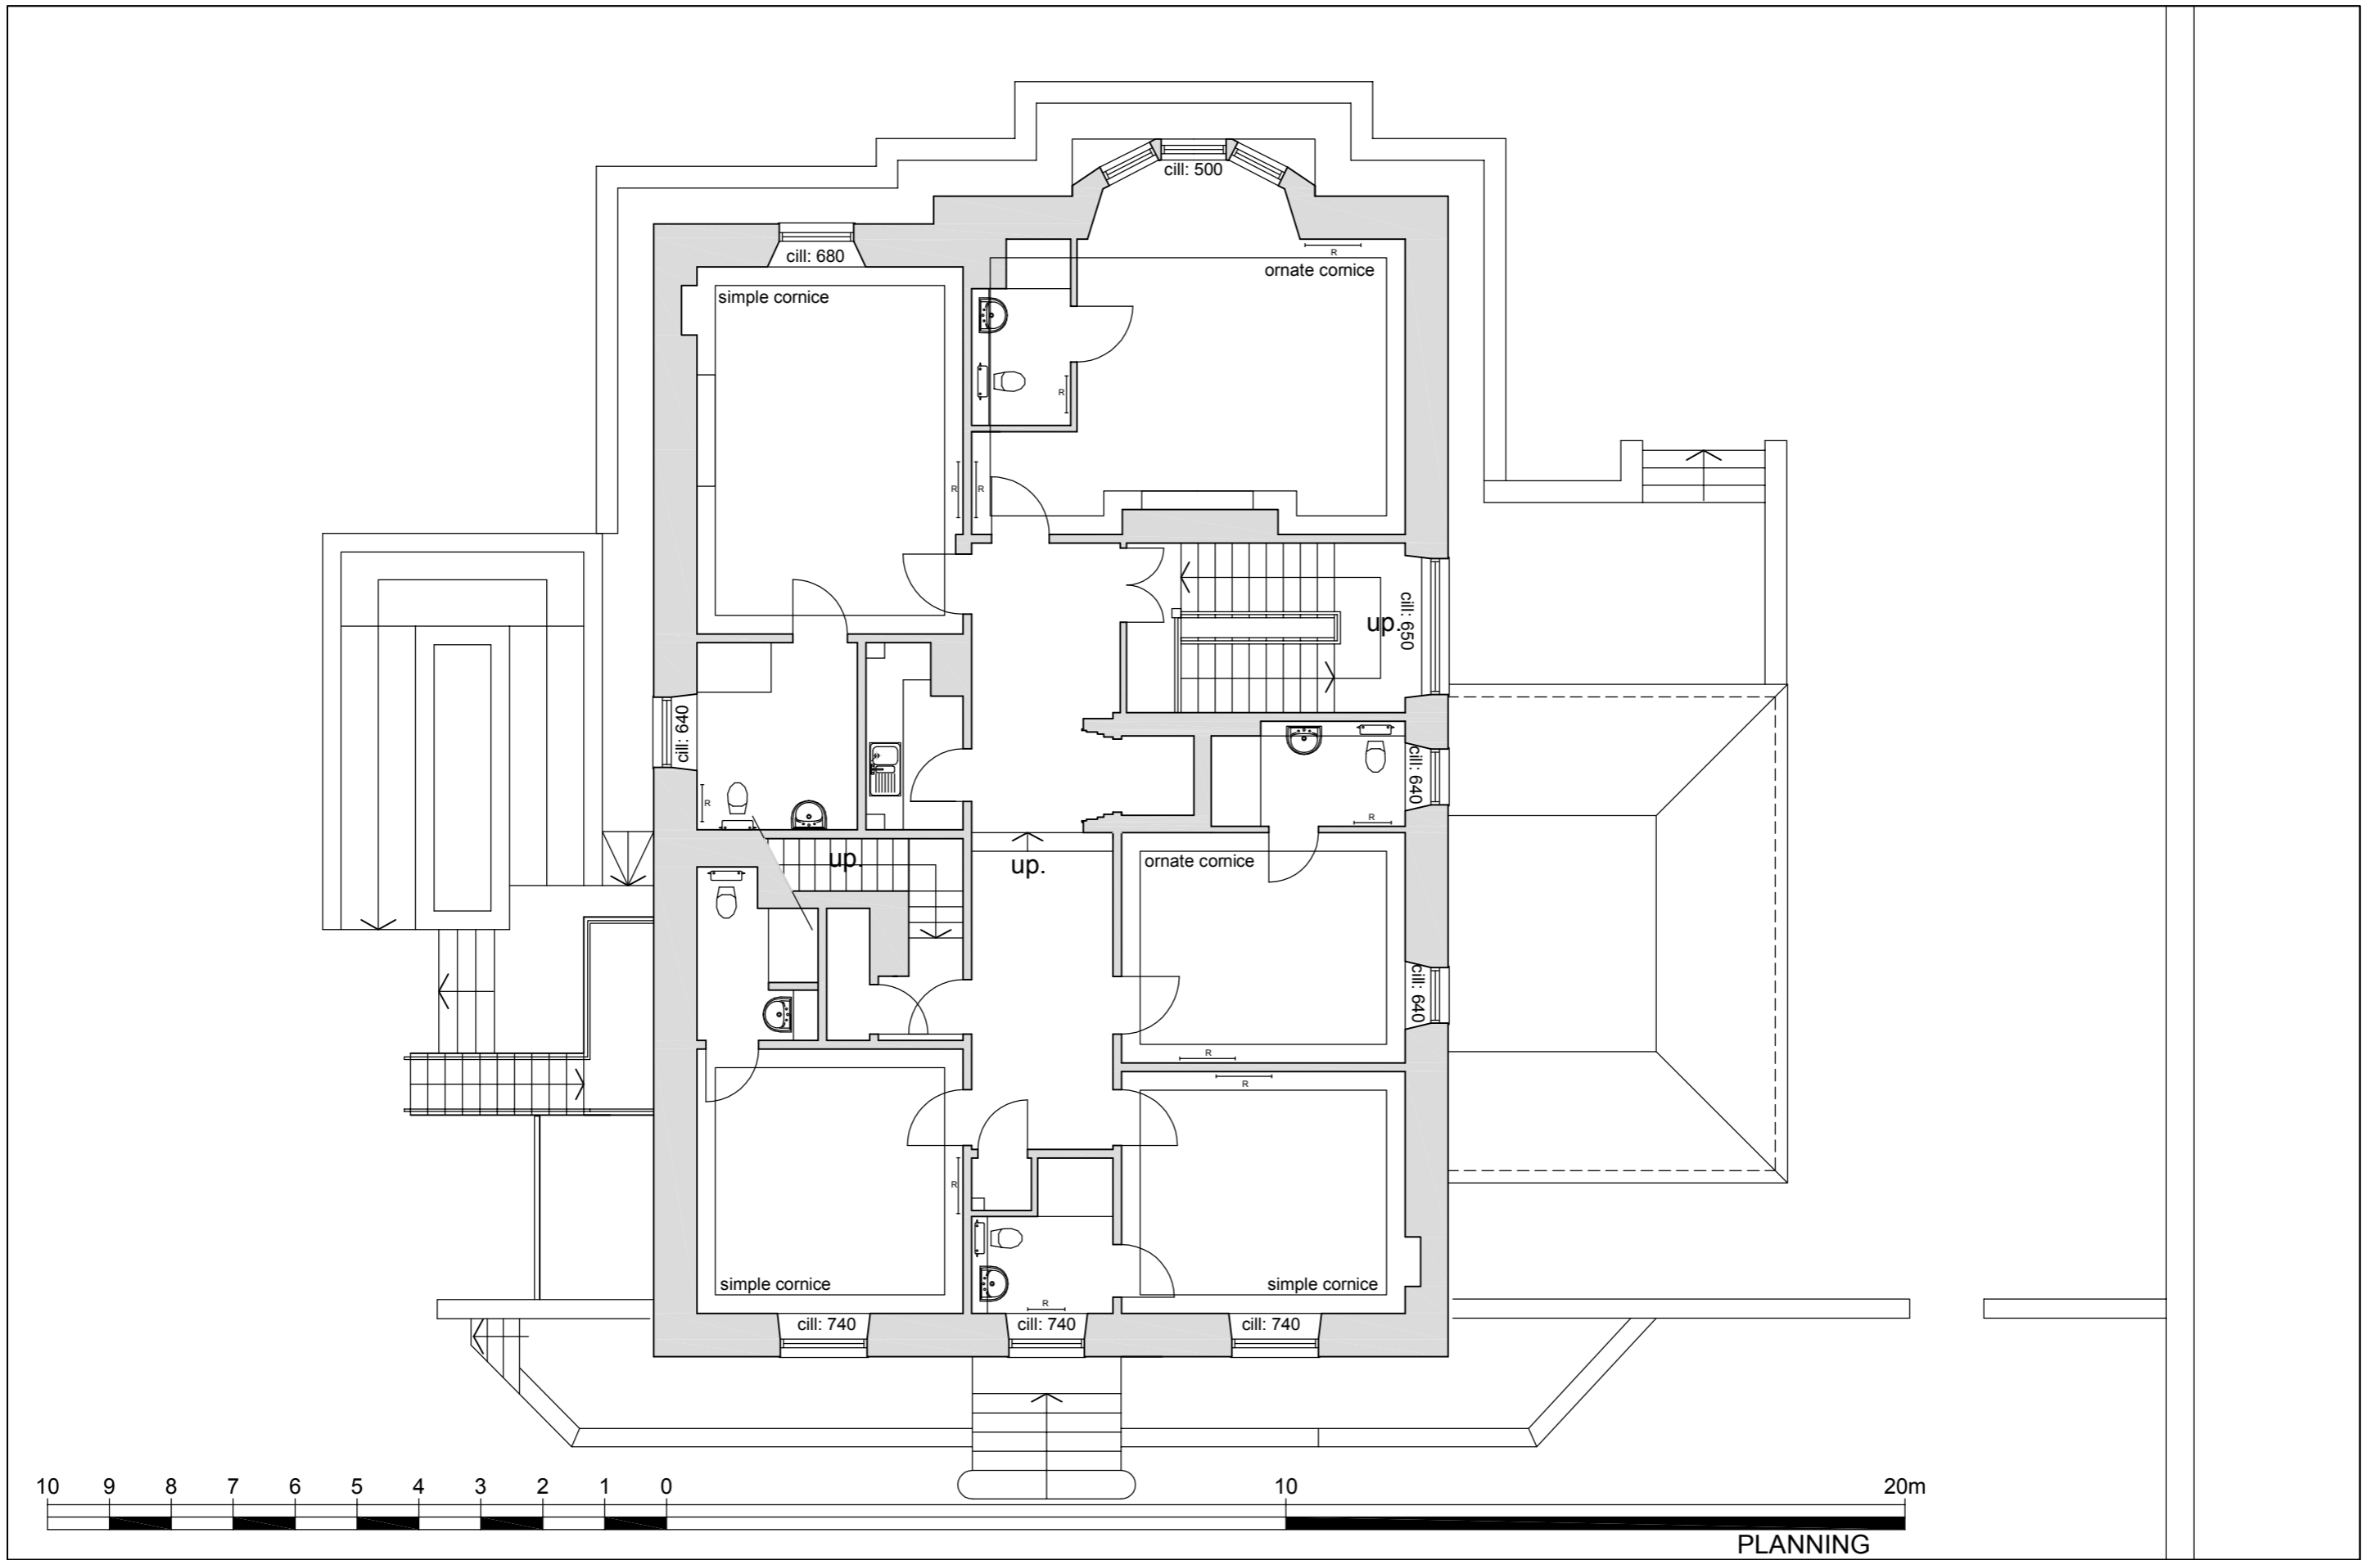 cill: 500
cill: 680
R
ornate cornice
simple cornice
R
R
R
cill: 650
up.
cill: 640
cill: 640
R
R
up.
up.
ornate cornice
cill: 640
R
R
R
simple cornice
simple cornice
R
cill: 740
cill: 740
cill: 740
10 9 8 7 6 5 4 3 2 1 0 10 20m
PLANNING